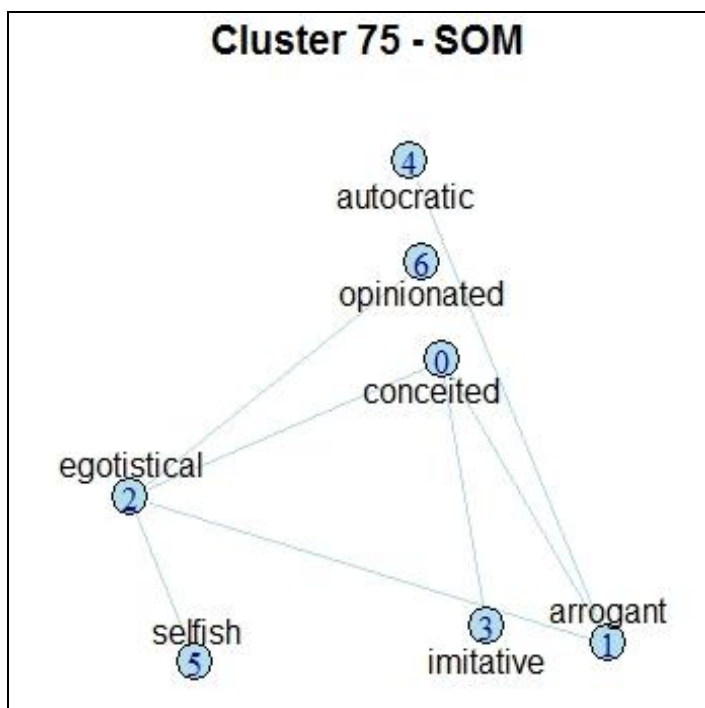 Cluster 75 - SOM
4
autocratic
6
opinionated
0
conceited
egotistical
2
arrogant
selfish
3
1
imitative
5